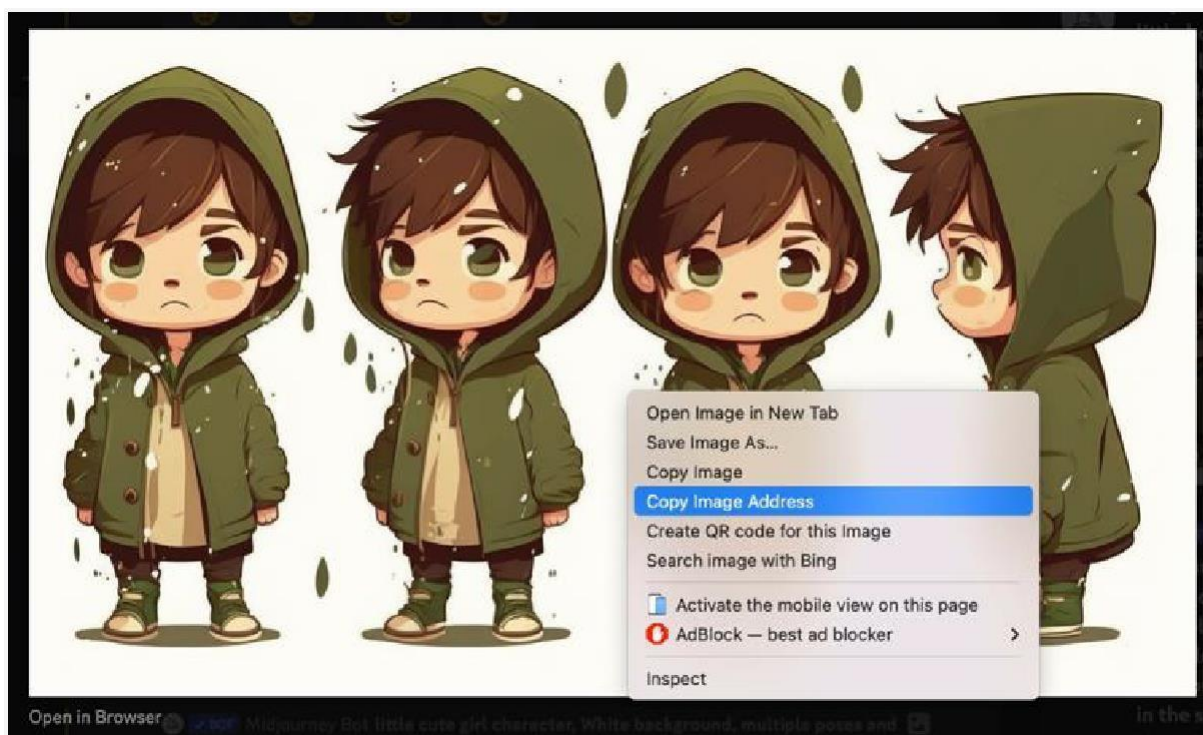 Open Image in New Tab
Save Image As...
Copy Image
Copy Image Address
Create QR code for this Image
Search image with Bing
Activate the mobile view on this page
AdBlock — best ad blocker
Inspect
Open in Browser
BOT Midjourney Bot little cute girl character, White background, multiple poses and
in the s